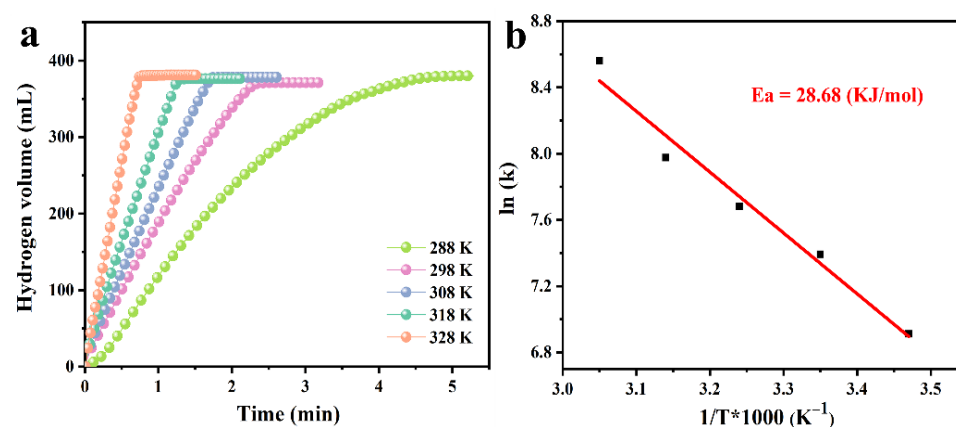 a
Hydrogen volume (mL)
400
300
200
100
0
0 1 2 3 4 5
Time (min)
288 K
298 K
308 K
318 K
328 K
b
ln (k)
8.8
8.4
8.0
7.6
7.2
6.8
3.0 3.1 3.2 3.3 3.4 3.5
1/T*1000 (K⁻¹)
Ea = 28.68 (KJ/mol)